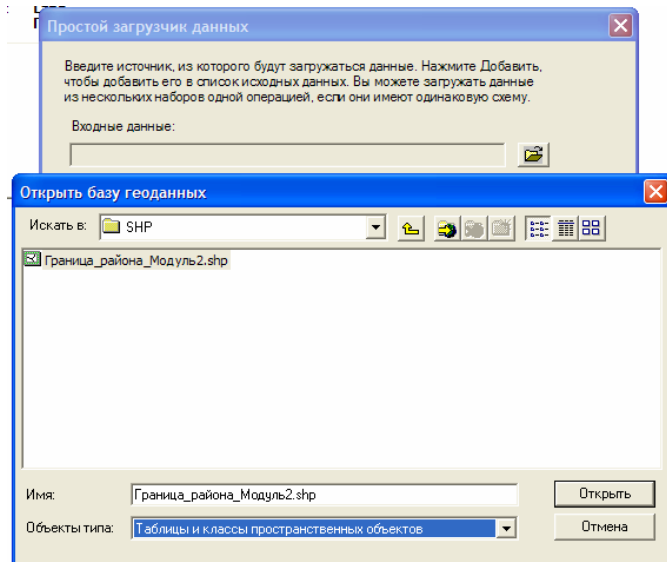 Простой загрузчик данных
Введите источник, из которого будут загружаться данные. Нажмите Добавить,
чтобы добавить его в список исходных данных. Вы можете загружать данные
из нескольких наборов одной операцией, если они имеют одинаковую схему.
Входные данные:
Открыть базу геоданных
Искать в: SHP
Граница_района_Модуль2.shp
Имя: Граница_района_Модуль2.shp Открыть
Объекты типа: Таблицы и классы пространственных объектов Отмена